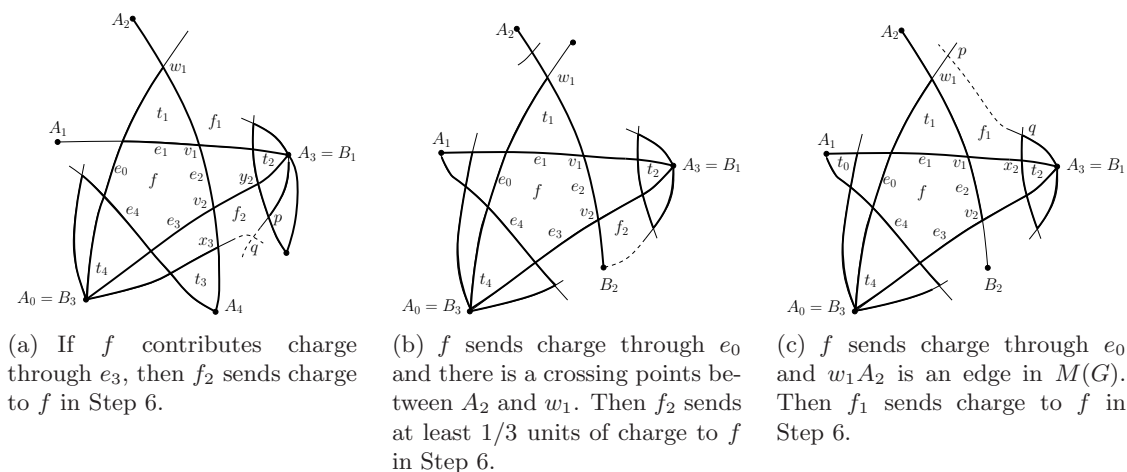 A₂
w₁
t₁
f₁
A₁
e₁
v₁
t₂
A₃ = B₁
e₀
f
e₂
y₂
v₂
e₄
e₃
f₂
p
x₃
q
t₄
t₃
A₀ = B₃
A₄
(a) If f contributes charge
through e₃, then f₂ sends charge
to f in Step 6.
A₂
w₁
t₁
A₁
e₁
v₁
A₃ = B₁
t₂
e₀
f
e₂
v₂
e₄
e₃
f₂
t₄
B₂
A₀ = B₃
(b) f sends charge through e₀
and there is a crossing points be-
tween A₂ and w₁. Then f₂ sends
at least 1/3 units of charge to f
in Step 6.
A₂
p
w₁
t₁
f₁
q
A₁
t₀
e₁
v₁
x₂
t₂
A₃ = B₁
e₀
f
e₂
v₂
e₄
e₃
t₄
B₂
A₀ = B₃
(c) f sends charge through e₀
and w₁A₂ is an edge in M(G).
Then f₁ sends charge to f in
Step 6.